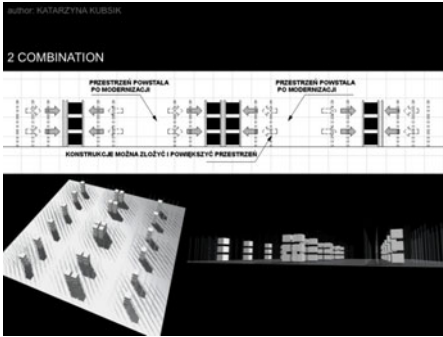 author: KATARZYNA KUBSIK
2 COMBINATION
PRZESTRZEŃ POWSTAŁA
PO MODERNIZACJI
PRZESTRZEŃ POWSTAŁA
PO MODERNIZACJI
KONSTRUKCJE MOŻNA ZŁOŻYĆ I POWIĘKSZYĆ PRZESTRZEŃ